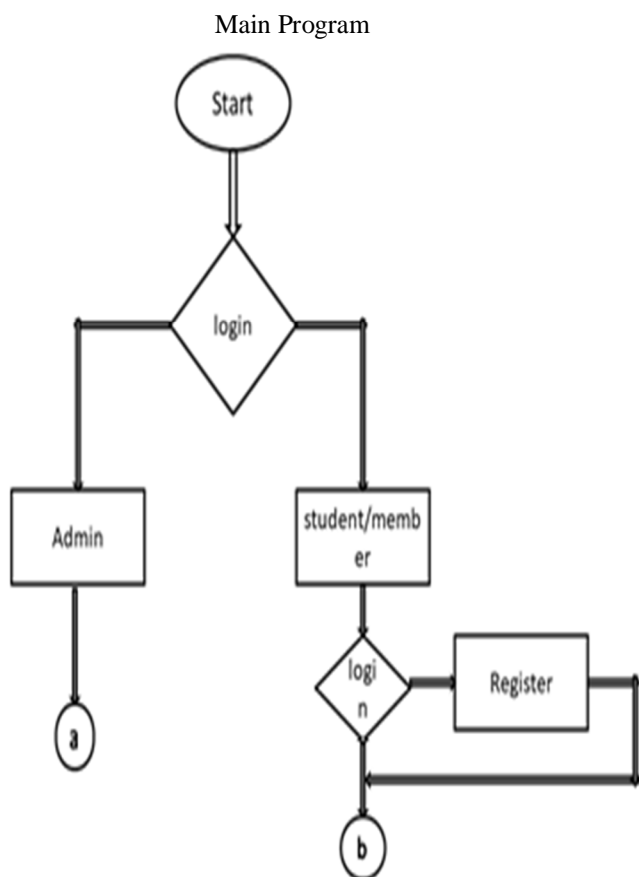 Main Program
Start
login
Admin
student/memb
er
logi
n
Register
a
b